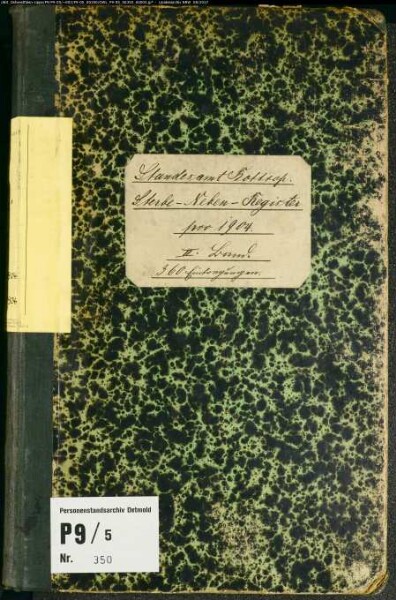 Standesamt Bottrop.
Sterbe-Neben-Register
pro 1904.
II. Band.
360 Eintragungen.
Personenstandsarchiv Detmold
P9 / 5
Nr. 350